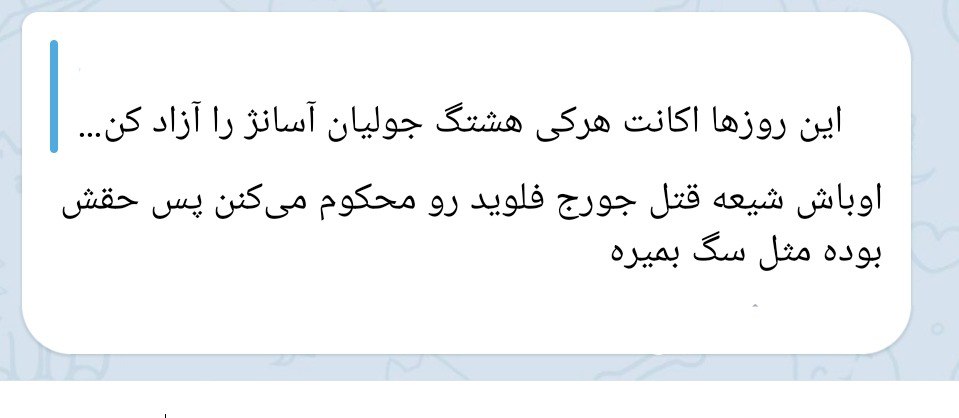 این روزها اکانت هرکی هشتگ جولیان آسانژ را آزاد کن...
اوباش شیعه قتل جورج فلوید رو محکوم می‌کنن پس حقش
بوده مثل سگ بمیره